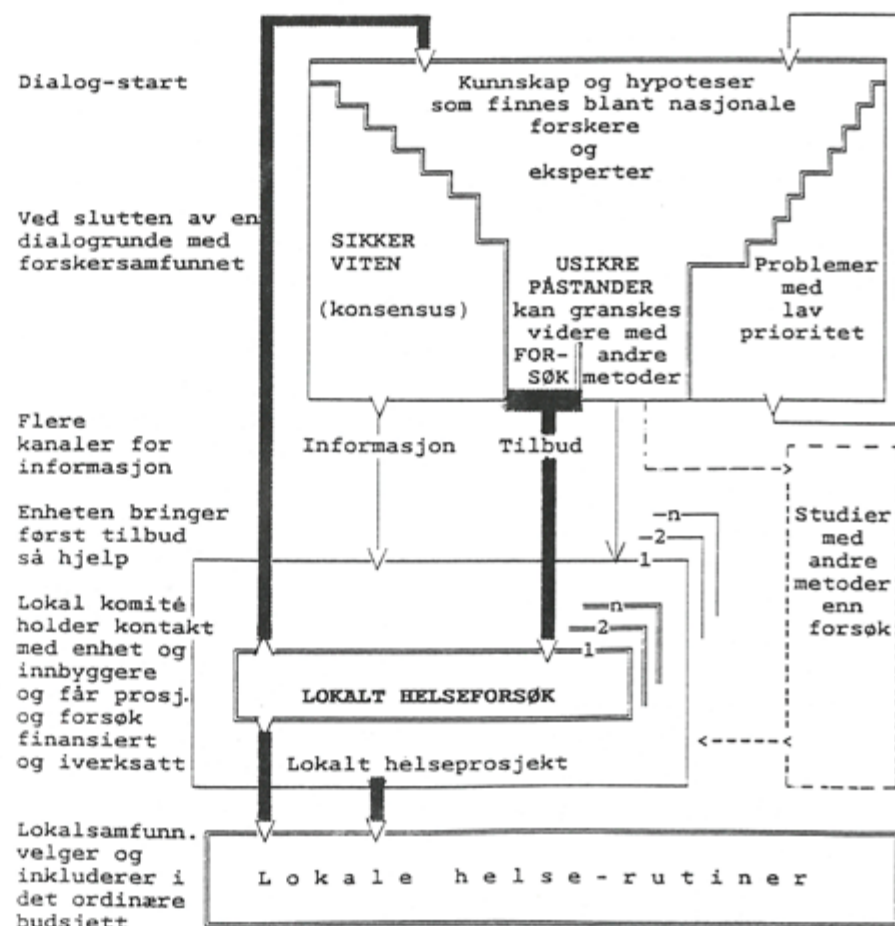 Dialog-start
Kunnskap og hypoteser
som finnes blant nasjonale
forskere
og
eksperter
Ved slutten av en
dialogrunde med
forskersamfunnet
SIKKER
VITEN
(konsensus)
USIKRE
PÅSTANDER
kan granskes
videre med
FOR-
SØK
andre
metoder
Problemer
med
lav
prioritet
Flere
kanaler for
informasjon
Informasjon
Tilbud
Enheten bringer
først tilbud
så hjelp
n
2
1
Studier
med
andre
metoder
enn
forsøk
Lokal komité
holder kontakt
med enhet og
innbyggere
og får prosj.
og forsøk
finansiert
og iverksatt
n
2
1
LOKALT HELSEFORSØK
Lokalt helseprosjekt
Lokalsamfunn.
velger og
inkluderer i
det ordinære
budsjett
Lokale helse-rutiner